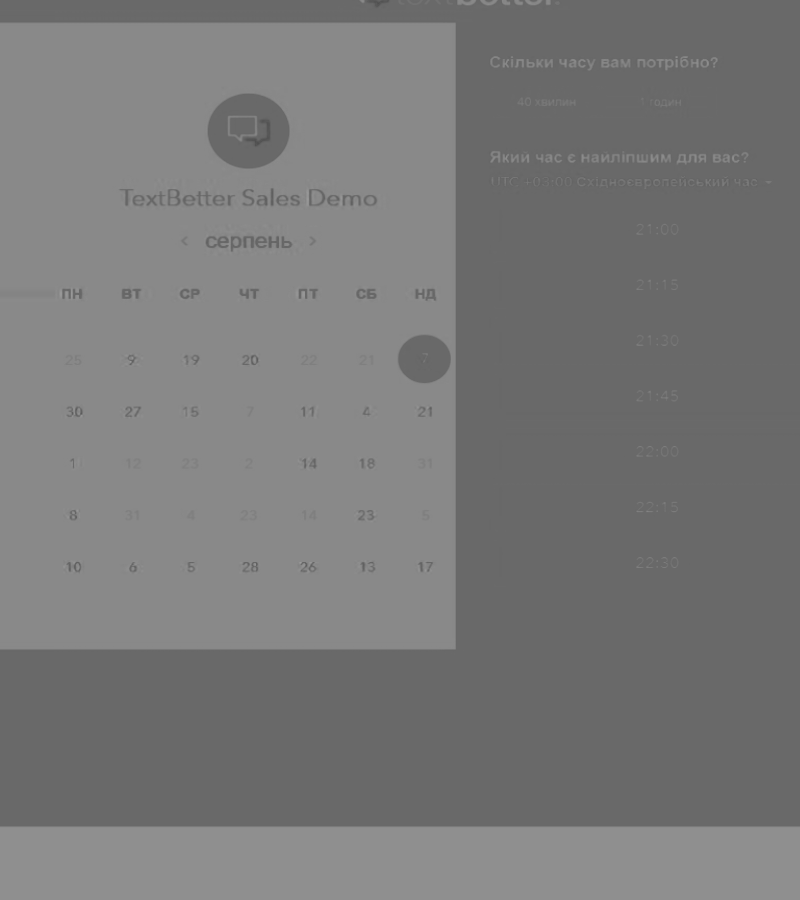 textbetter
Скільки часу вам потрібно?
40 хвилин 1 годин
TextBetter Sales Demo
Який час є найліпшим для вас?
UTC +03:00 Східноєвропейський час
< серпень >
21:00
21:15
21:30
21:45
22:00
22:15
22:30
ПН ВТ СР ЧТ ПТ СБ НД
25 9 19 20 22 21 7
30 27 15 7 11 4 21
1 12 23 2 14 18 31
8 31 4 23 14 23 5
10 6 5 28 26 13 17